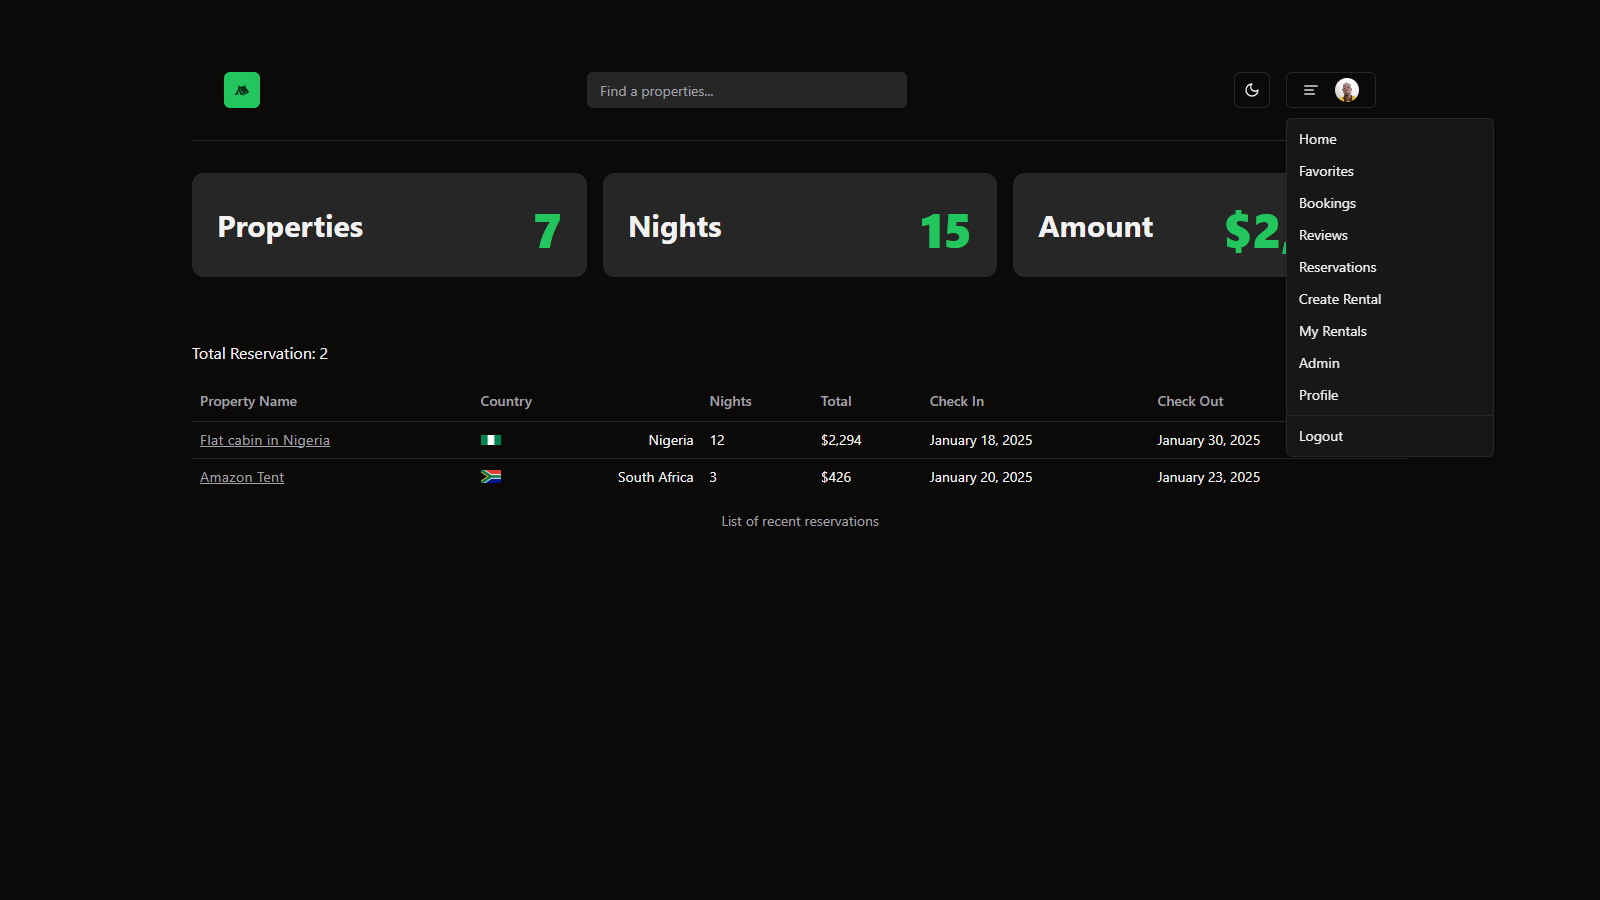 Find a properties...
Home
Favorites
Bookings
Reviews
Reservations
Create Rental
My Rentals
Admin
Profile
Logout
Properties 7
Nights 15
Amount $2,
Total Reservation: 2
Property Name Country Nights Total Check In Check Out
Flat cabin in Nigeria Nigeria 12 $2,294 January 18, 2025 January 30, 2025
Amazon Tent South Africa 3 $426 January 20, 2025 January 23, 2025
List of recent reservations